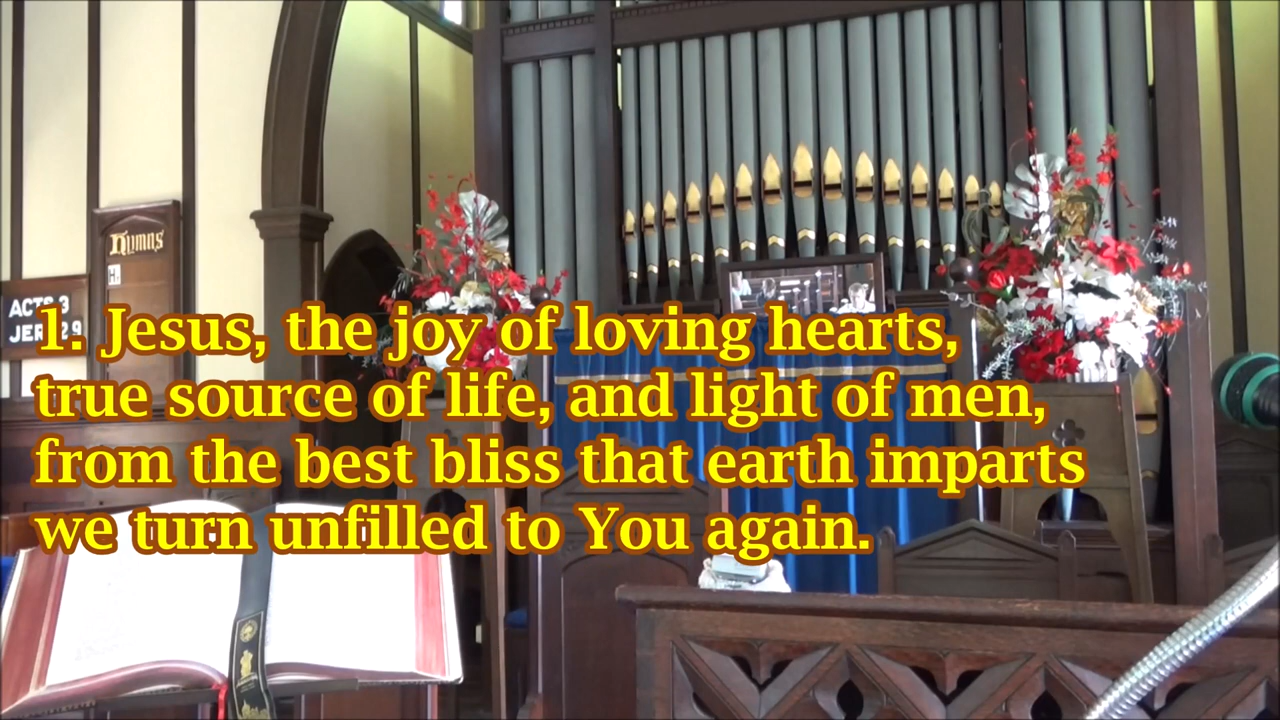 Hymns
ACTS 3
JER 29
1. Jesus, the joy of loving hearts,
true source of life, and light of men,
from the best bliss that earth imparts
we turn unfilled to You again.